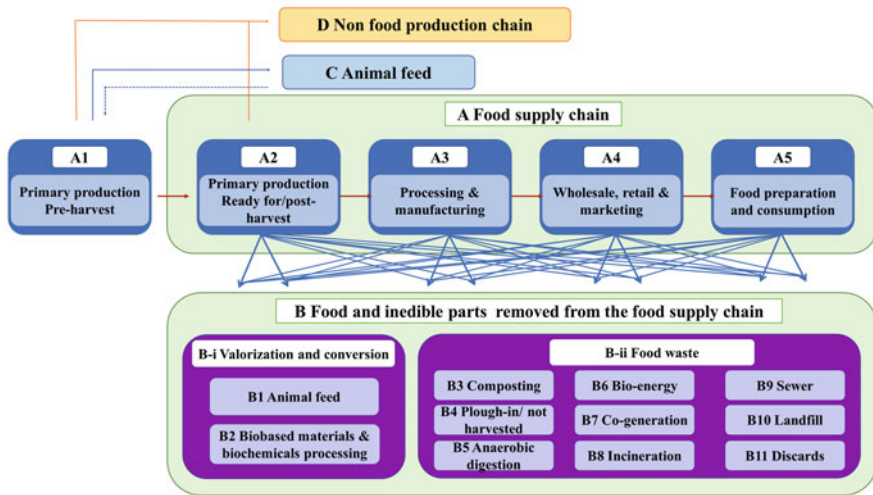 D Non food production chain
C Animal feed
A Food supply chain
A1
Primary production
Pre-harvest
A2
Primary production
Ready for/post-
harvest
A3
Processing &
manufacturing
A4
Wholesale, retail &
marketing
A5
Food preparation
and consumption
B Food and inedible parts removed from the food supply chain
B-i Valorization and conversion
B1 Animal feed
B2 Biobased materials &
biochemicals processing
B-ii Food waste
B3 Composting
B4 Plough-in/ not
harvested
B5 Anaerobic
digestion
B6 Bio-energy
B7 Co-generation
B8 Incineration
B9 Sewer
B10 Landfill
B11 Discards